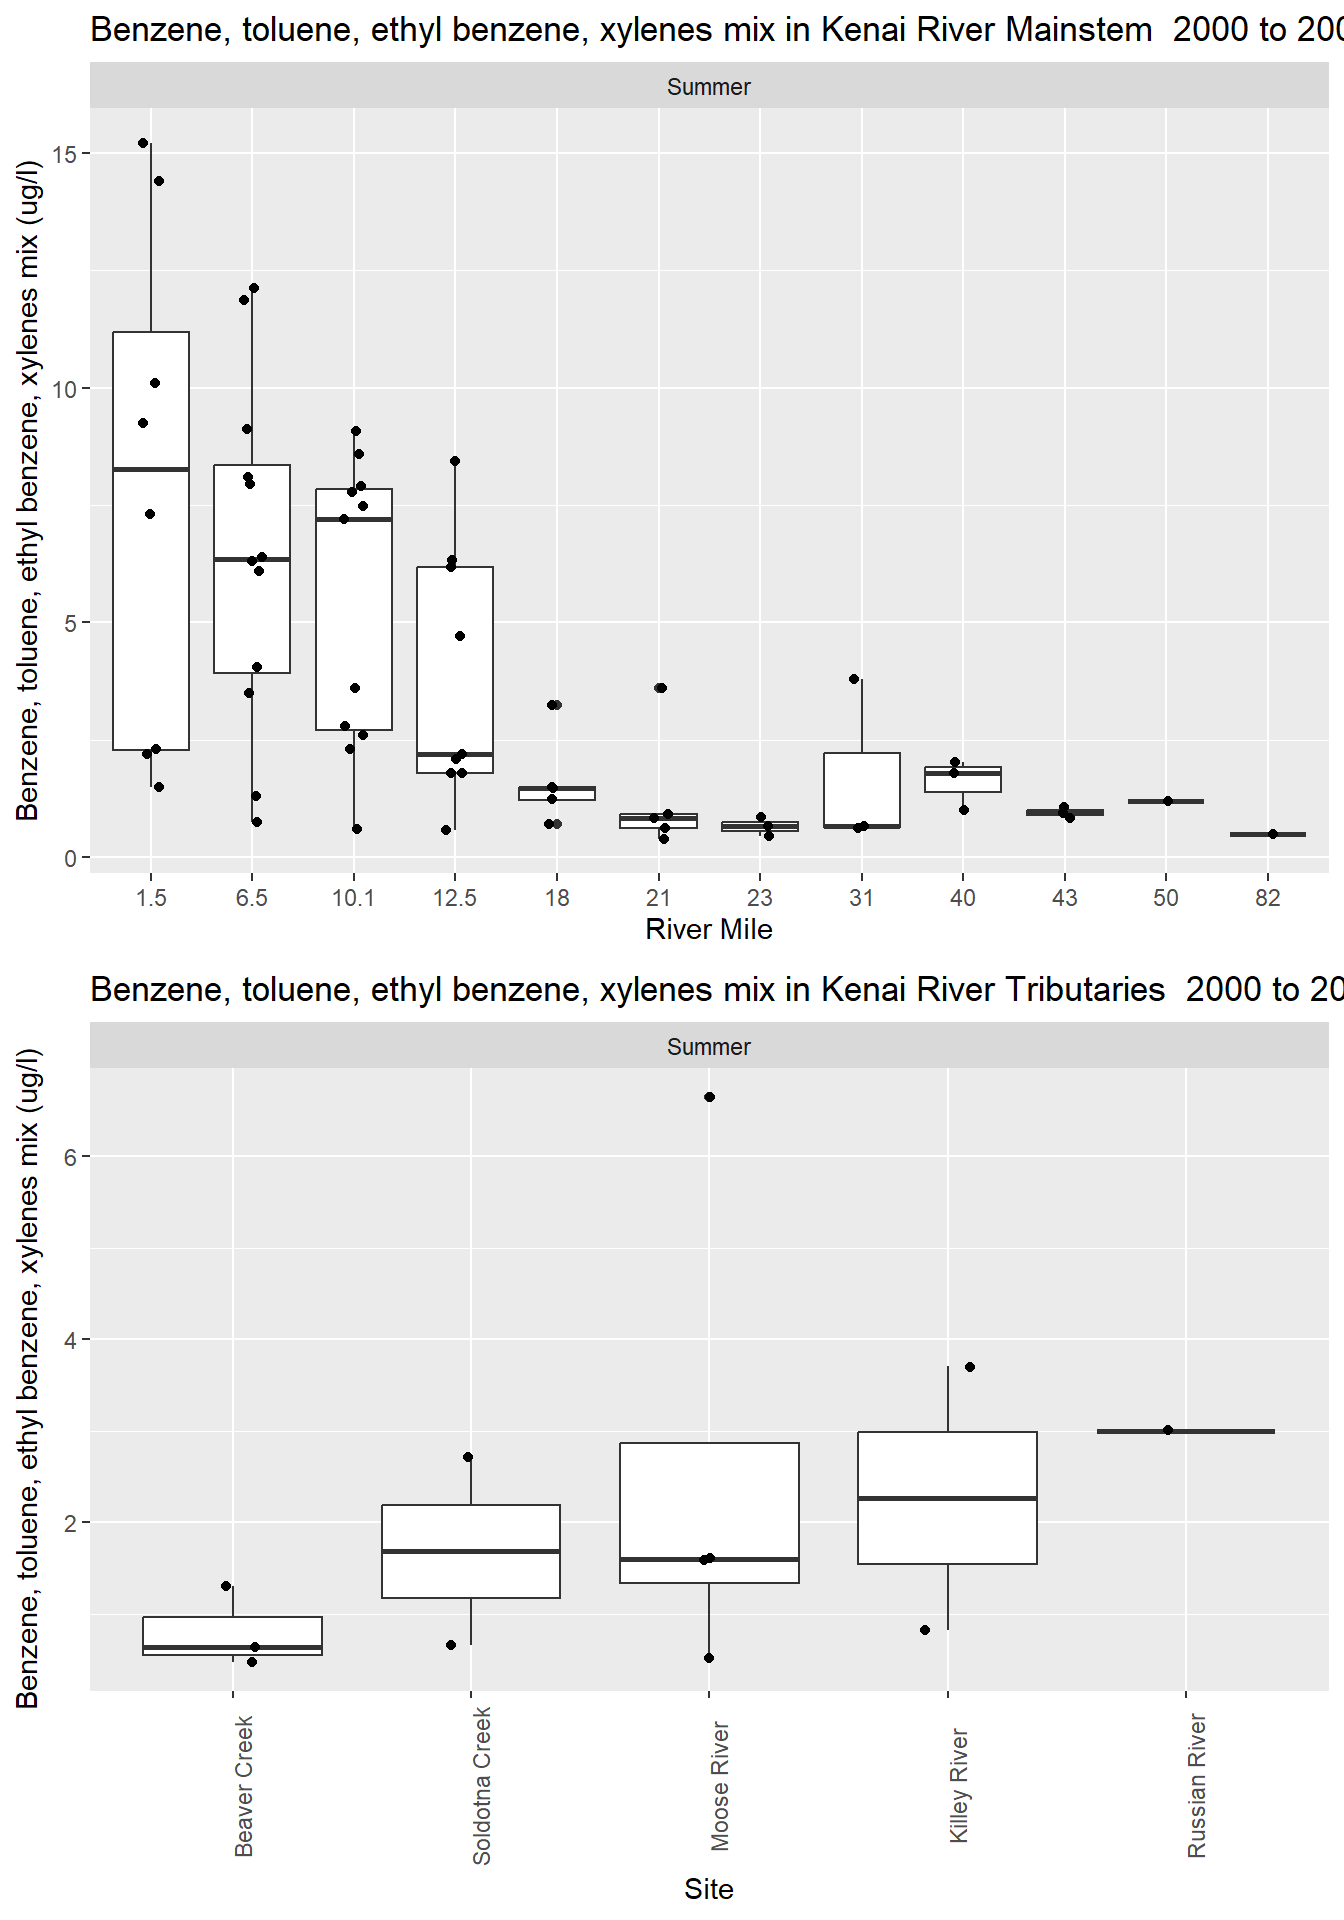 Benzene, toluene, ethyl benzene, xylenes mix in Kenai River Mainstem  2000 to 200
Summer
Benzene, toluene, ethyl benzene, xylenes mix (ug/l)
15
10
5
0
1.5 6.5 10.1 12.5 18 21 23 31 40 43 50 82
River Mile
Benzene, toluene, ethyl benzene, xylenes mix in Kenai River Tributaries  2000 to 20
Summer
Benzene, toluene, ethyl benzene, xylenes mix (ug/l)
6
4
2
Beaver Creek
Soldotna Creek
Moose River
Killey River
Russian River
Site